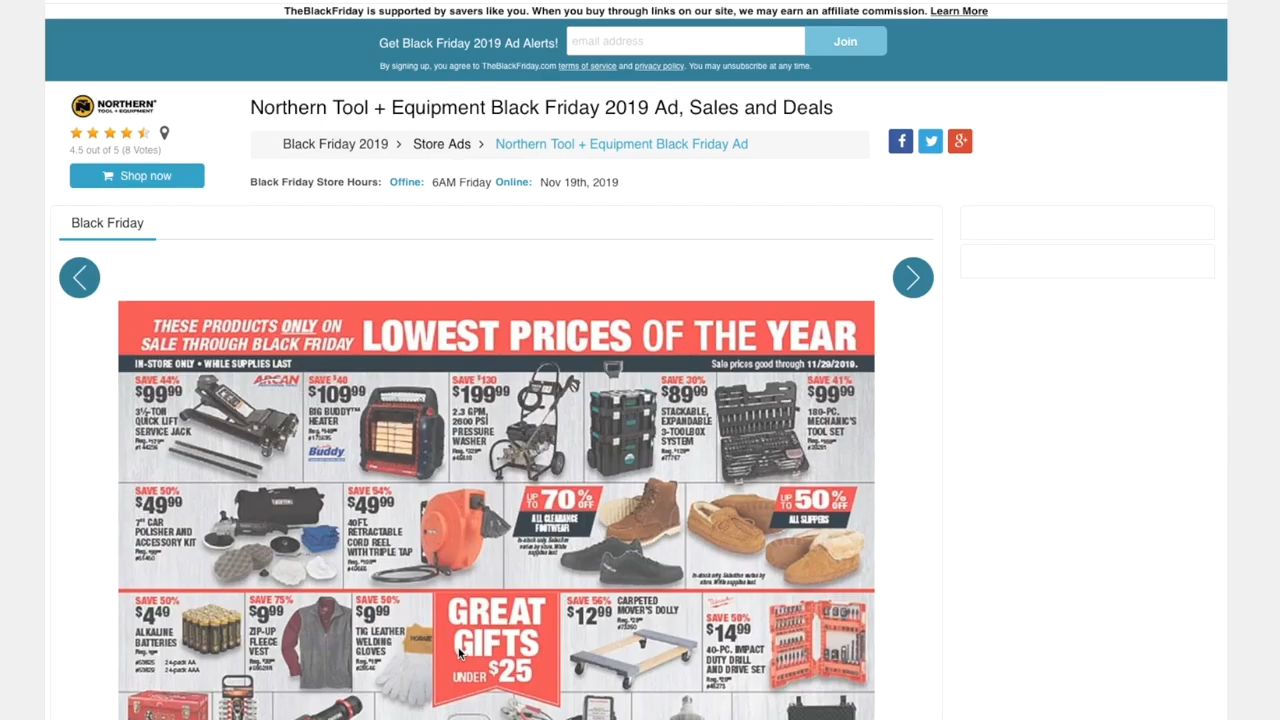 TheBlackFriday is supported by savers like you. When you buy through links on our site, we may earn an affiliate commission. Learn More
Get Black Friday 2019 Ad Alerts! email address Join
By signing up, you agree to TheBlackFriday.com terms of service and privacy policy. You may unsubscribe at any time.
NORTHERN
TOOL + EQUIPMENT
4.5 out of 5 (8 Votes)
Shop now
Northern Tool + Equipment Black Friday 2019 Ad, Sales and Deals
Black Friday 2019 > Store Ads > Northern Tool + Equipment Black Friday Ad
Black Friday Store Hours: Offine: 6AM Friday Online: Nov 19th, 2019
Black Friday
THESE PRODUCTS ONLY ON
SALE THROUGH BLACK FRIDAY
LOWEST PRICES OF THE YEAR
IN-STORE ONLY • WHILE SUPPLIES LAST
Sale prices good through 11/29/2019.
SAVE 44%
$9999
3½-TON
QUICK LIFT
SERVICE JACK
ARCAN
SAVE $40
$10999
BIG BUDDY™
HEATER
Buddy
SAVE $130
$19999
2.3 GPM,
2600 PSI
PRESSURE
WASHER
SAVE 30%
$8999
STACKABLE,
EXPANDABLE
3-TOOLBOX
SYSTEM
SAVE 41%
$9999
180-PC.
MECHANIC'S
TOOL SET
SAVE 50%
$4999
7" CAR
POLISHER AND
ACCESSORY KIT
SAVE 54%
$4999
40FT.
RETRACTABLE
CORD REEL
WITH TRIPLE TAP
UP TO 70% OFF
ALL CLEARANCE
FOOTWEAR
UP TO 50% OFF
ALL SLIPPERS
SAVE 50%
$449
ALKALINE
BATTERIES
24-pack AA
24-pack AAA
SAVE 75%
$999
ZIP-UP
FLEECE
VEST
SAVE 50%
$999
TIG LEATHER
WELDING
GLOVES
GREAT
GIFTS
UNDER $25
SAVE 56%
$1299
CARPETED
MOVER'S DOLLY
Milwaukee
SAVE 50%
$1499
40-PC. IMPACT
DUTY DRILL
AND DRIVE SET